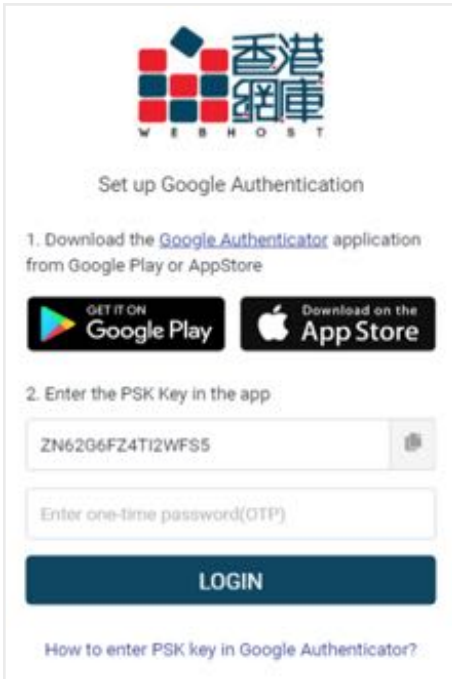 香港
網庫
WEBHOST
Set up Google Authentication
1. Download the Google Authenticator application
from Google Play or AppStore
GET IT ON
Google Play
Download on the
App Store
2. Enter the PSK Key in the app
ZN62G6FZ4TI2WFS5
Enter one-time password(OTP)
LOGIN
How to enter PSK key in Google Authenticator?